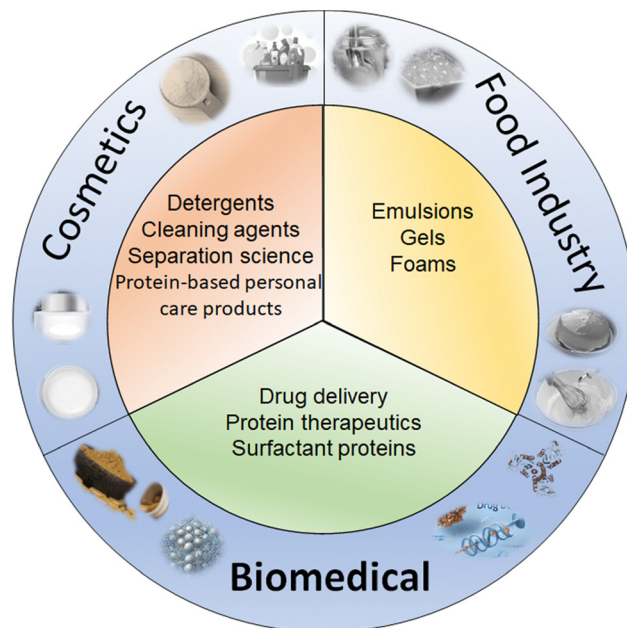 Cosmetics
Food Industry
Detergents
Cleaning agents
Separation science
Protein-based personal
care products
Emulsions
Gels
Foams
Drug delivery
Protein therapeutics
Surfactant proteins
Drug
Biomedical